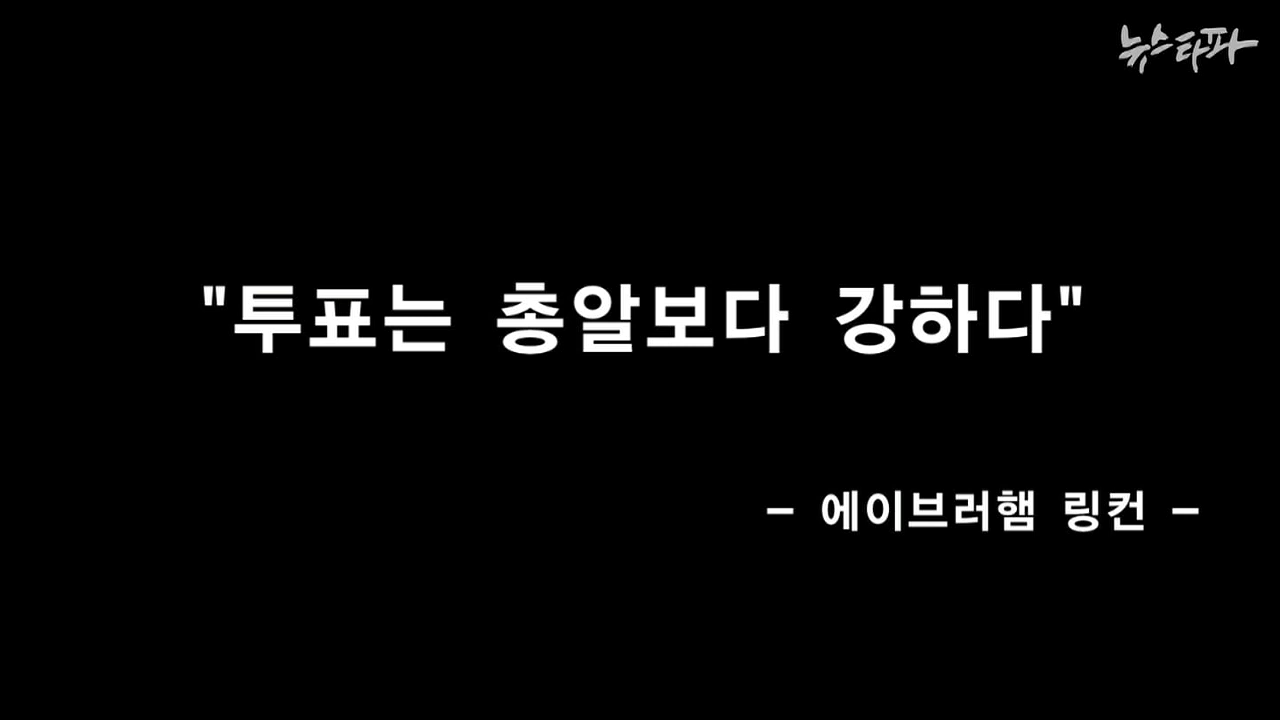 뉴스타파
"투표는 총알보다 강하다"
– 에이브러햄 링컨 –